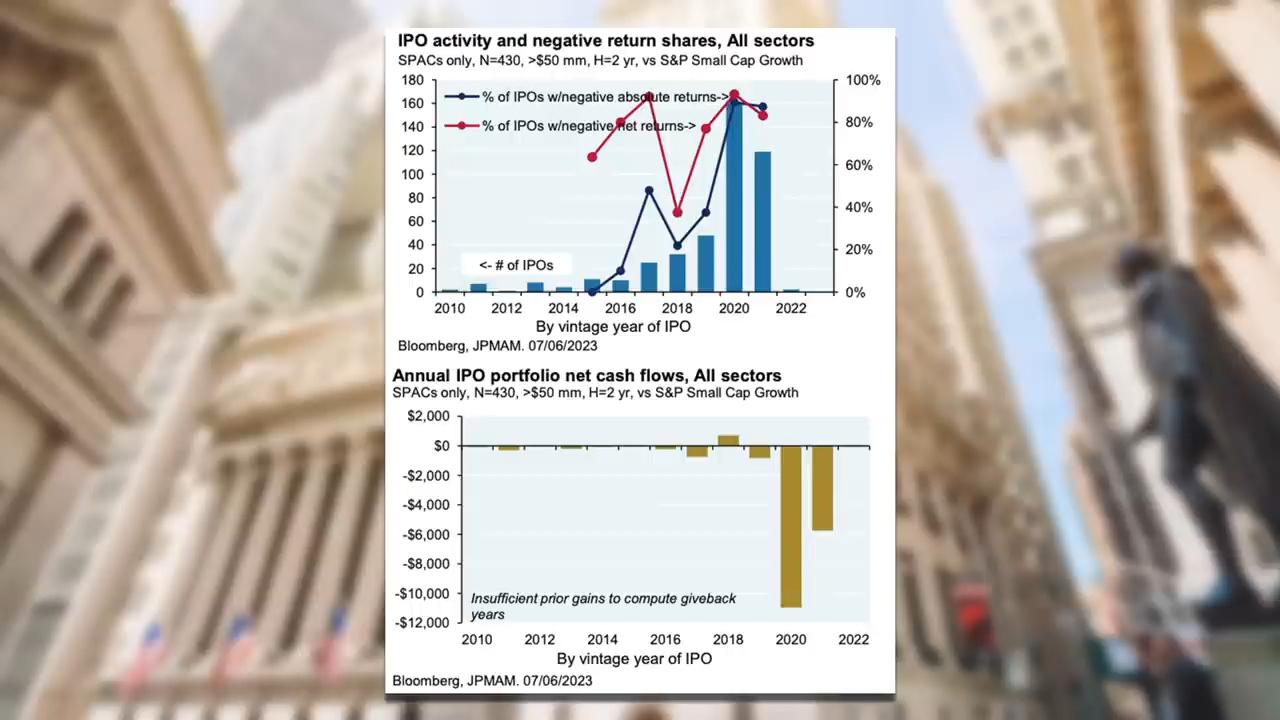 IPO activity and negative return shares, All sectors
SPACs only, N=430, >$50 mm, H=2 yr, vs S&P Small Cap Growth
180
160
140
120
100
80
60
40
20
0
100%
80%
60%
40%
20%
0%
% of IPOs w/negative absolute returns->
% of IPOs w/negative net returns->
<- # of IPOs
2010 2012 2014 2016 2018 2020 2022
By vintage year of IPO
Bloomberg, JPMAM. 07/06/2023
Annual IPO portfolio net cash flows, All sectors
SPACs only, N=430, >$50 mm, H=2 yr, vs S&P Small Cap Growth
$2,000
$0
-$2,000
-$4,000
-$6,000
-$8,000
-$10,000
-$12,000
Insufficient prior gains to compute giveback
years
2010 2012 2014 2016 2018 2020 2022
By vintage year of IPO
Bloomberg, JPMAM. 07/06/2023